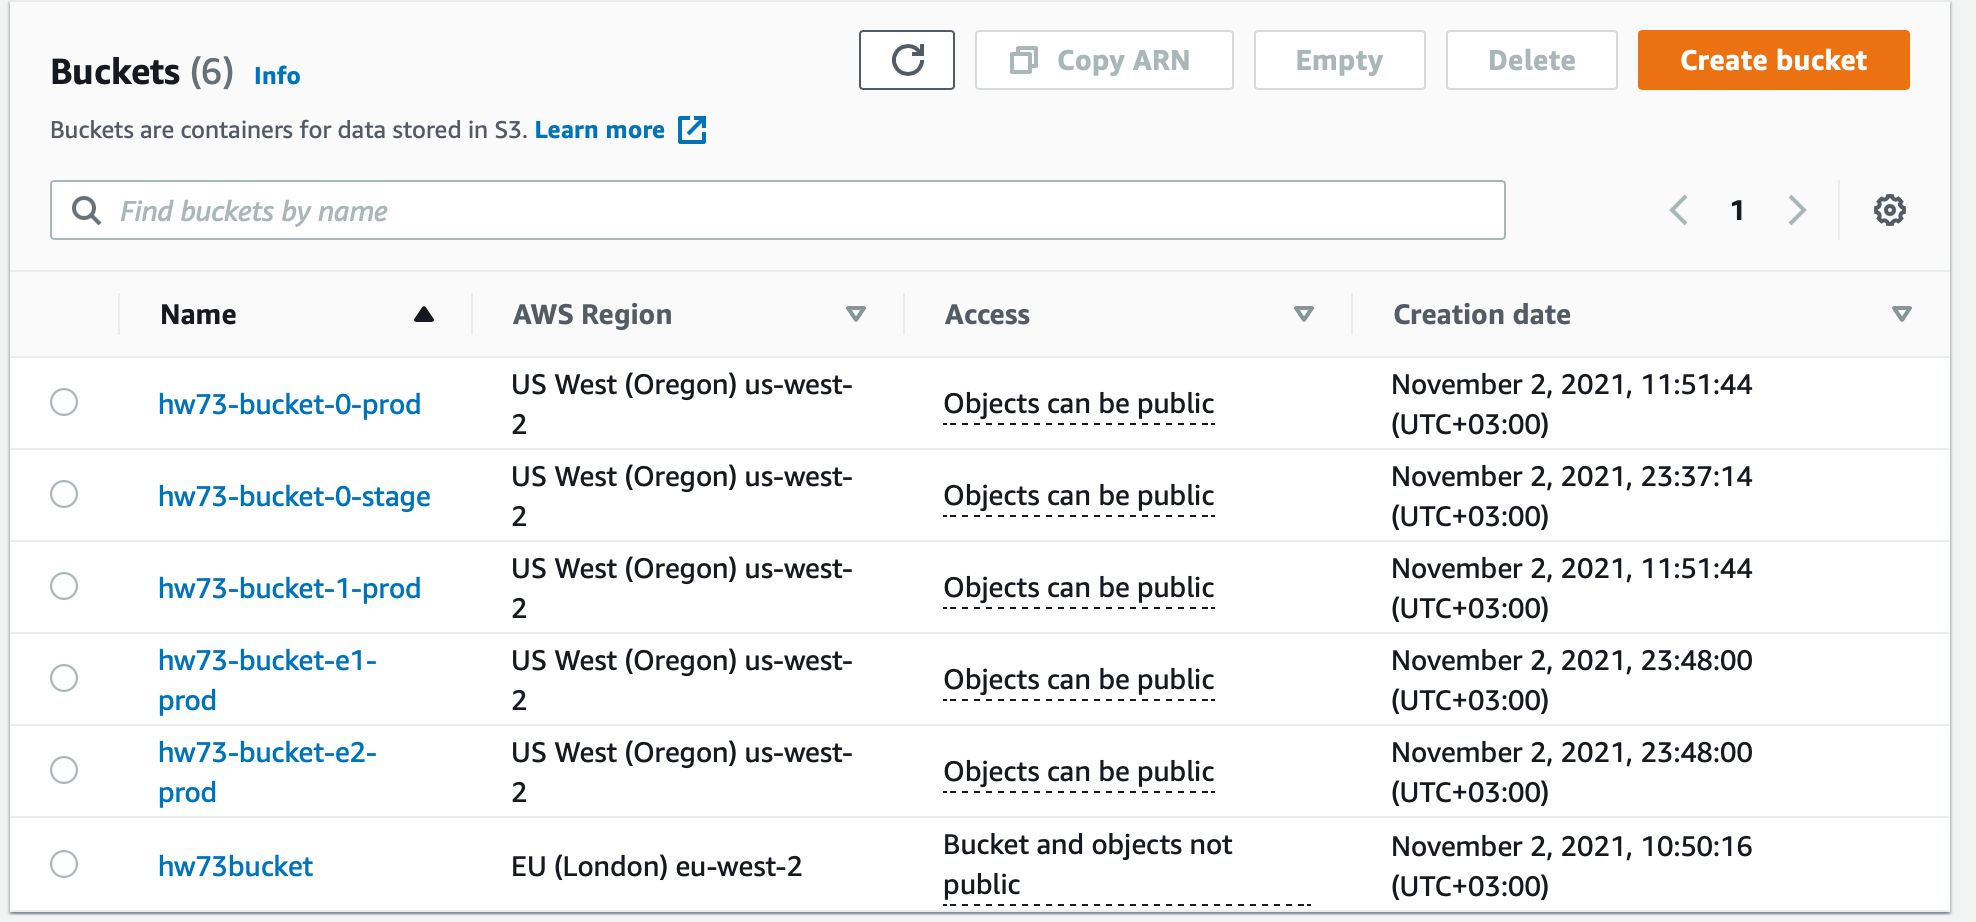 Buckets (6) Info
Copy ARN
Empty
Delete
Create bucket
Buckets are containers for data stored in S3. Learn more
Find buckets by name
1
Name AWS Region Access Creation date
hw73-bucket-0-prod
US West (Oregon) us-west-
2
Objects can be public
November 2, 2021, 11:51:44
(UTC+03:00)
hw73-bucket-0-stage
US West (Oregon) us-west-
2
Objects can be public
November 2, 2021, 23:37:14
(UTC+03:00)
hw73-bucket-1-prod
US West (Oregon) us-west-
2
Objects can be public
November 2, 2021, 11:51:44
(UTC+03:00)
hw73-bucket-e1-
prod
US West (Oregon) us-west-
2
Objects can be public
November 2, 2021, 23:48:00
(UTC+03:00)
hw73-bucket-e2-
prod
US West (Oregon) us-west-
2
Objects can be public
November 2, 2021, 23:48:00
(UTC+03:00)
hw73bucket
EU (London) eu-west-2
Bucket and objects not
public
November 2, 2021, 10:50:16
(UTC+03:00)